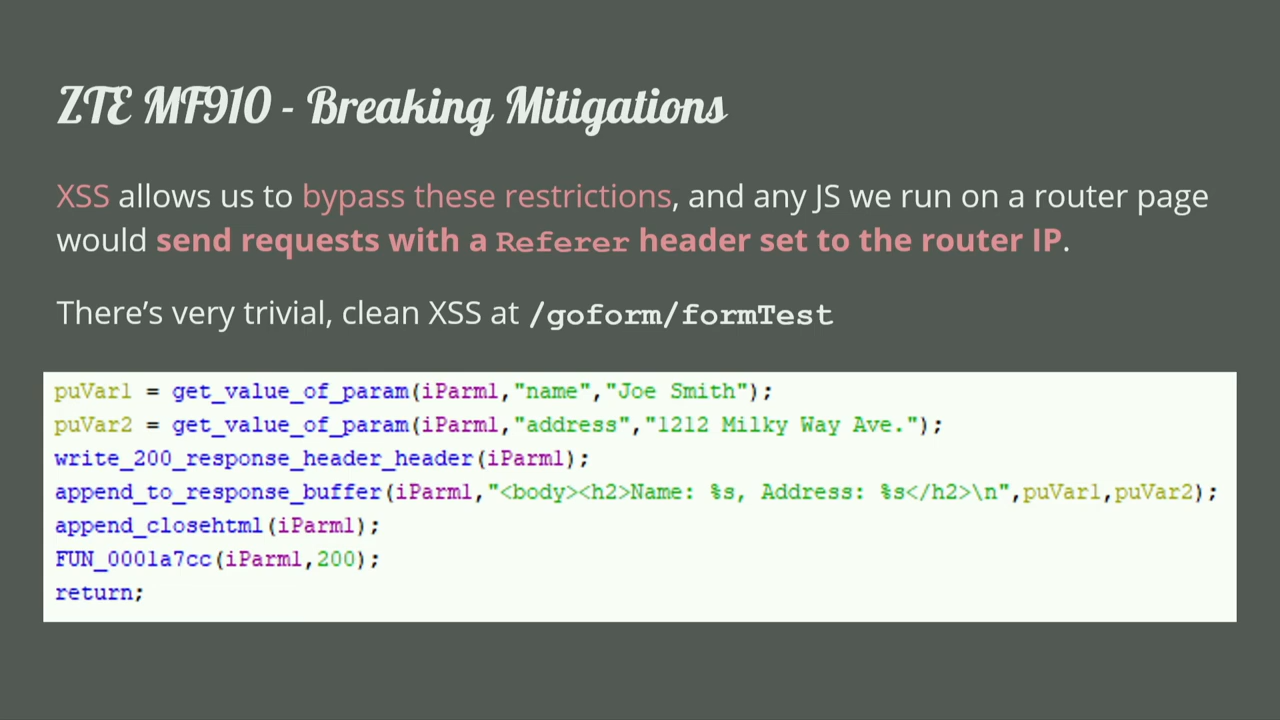 ZTE MF910 - Breaking Mitigations
XSS allows us to bypass these restrictions, and any JS we run on a router page
would send requests with a Referer header set to the router IP.
There’s very trivial, clean XSS at /goform/formTest
puVar1 = get_value_of_param(iParm1,"name","Joe Smith");
puVar2 = get_value_of_param(iParm1,"address","1212 Milky Way Ave.");
write_200_response_header_header(iParm1);
append_to_response_buffer(iParm1,"<body><h2>Name: %s, Address: %s</h2>\n",puVar1,puVar2);
append_closehtml(iParm1);
FUN_0001a7cc(iParm1,200);
return;